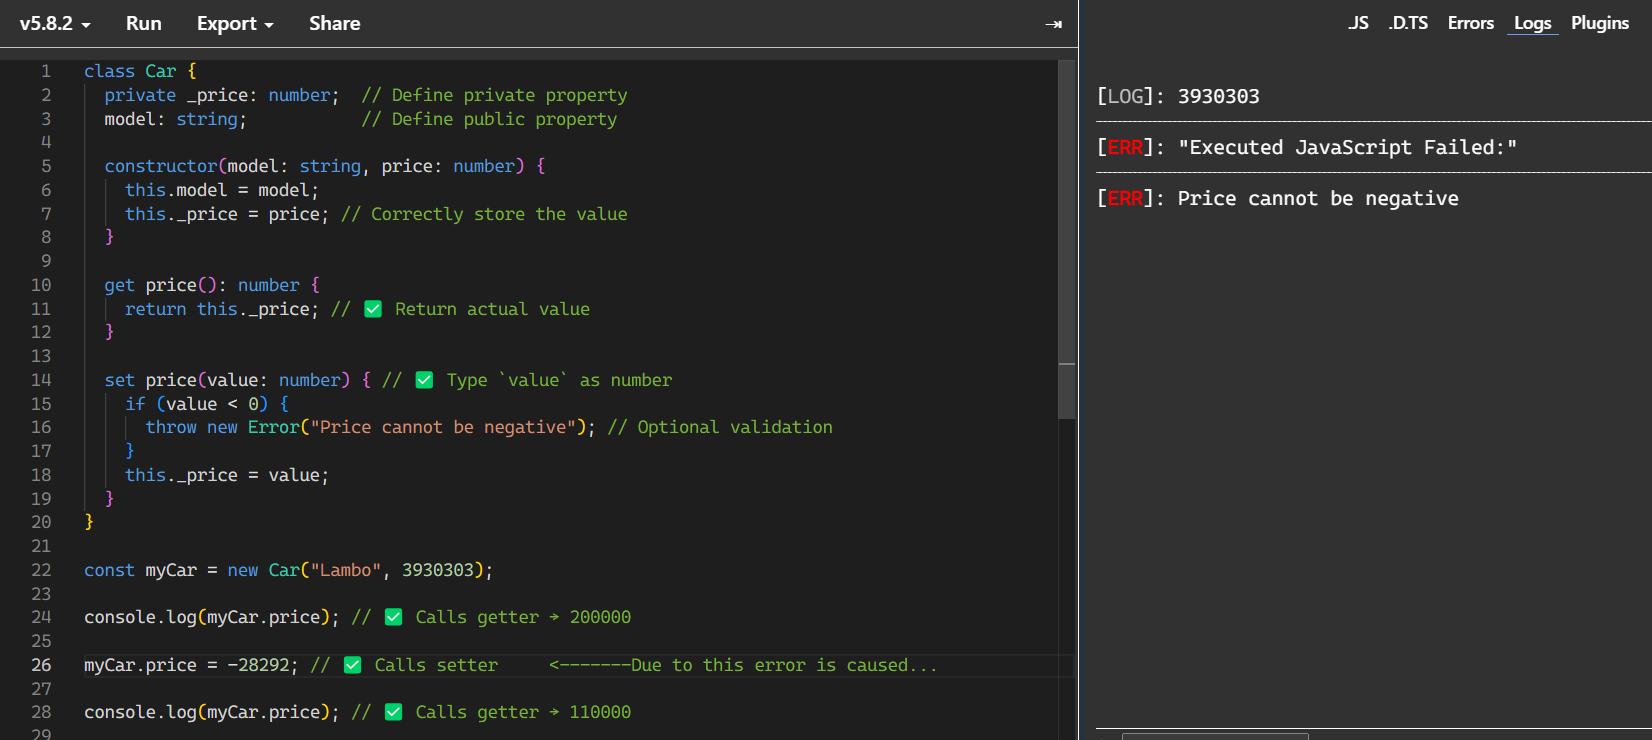 v5.8.2 Run Export Share
.JS .D.TS Errors Logs Plugins
1 class Car {
2 private _price: number; // Define private property
3 model: string; // Define public property
4
5 constructor(model: string, price: number) {
6 this.model = model;
7 this._price = price; // Correctly store the value
8 }
9
10 get price(): number {
11 return this._price; // ✅ Return actual value
12 }
13
14 set price(value: number) { // ✅ Type `value` as number
15 if (value < 0) {
16 throw new Error("Price cannot be negative"); // Optional validation
17 }
18 this._price = value;
19 }
20 }
21
22 const myCar = new Car("Lambo", 3930303);
23
24 console.log(myCar.price); // ✅ Calls getter → 200000
25
26 myCar.price = -28292; // ✅ Calls setter <-------Due to this error is caused...
27
28 console.log(myCar.price); // ✅ Calls getter → 110000
29
[LOG]: 3930303
[ERR]: "Executed JavaScript Failed:"
[ERR]: Price cannot be negative